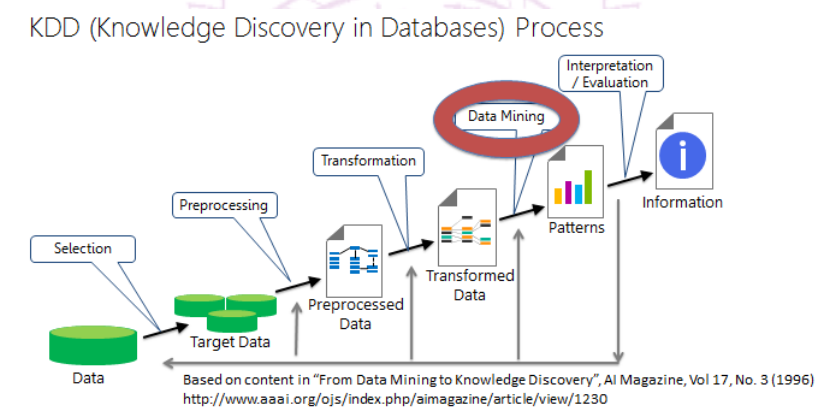 KDD (Knowledge Discovery in Databases) Process
Interpretation
/ Evaluation
Data Mining
Transformation
Preprocessing
Selection
Information
Patterns
Transformed
Data
Preprocessed
Data
Target Data
Data
Based on content in “From Data Mining to Knowledge Discovery”, AI Magazine, Vol 17, No. 3 (1996)
http://www.aaai.org/ojs/index.php/aimagazine/article/view/1230